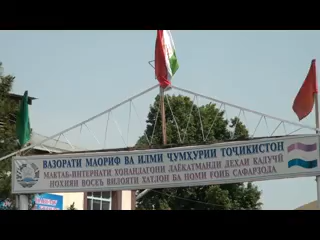 ВАЗОРАТИ МАОРИФ ВА ИЛМИ ҶУМҲУРИИ ТОҶИКИСТОН
МАКТАБ-ИНТЕРНАТИ ХОНАНДАГОНИ ЛАЁҚАТМАНДИ ДЕҲАИ КАДУЧӢ
НОҲИЯИ ВОСЕЪ ВИЛОЯТИ ХАТЛОН БА НОМИ ҒОИБ САФАРЗОДА